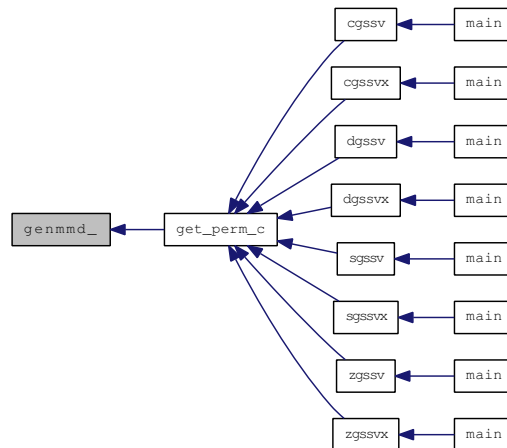 cgssv main
cgssvx main
dgssv main
dgssvx main
genmmd_ get_perm_c
sgssv main
sgssvx main
zgssv main
zgssvx main